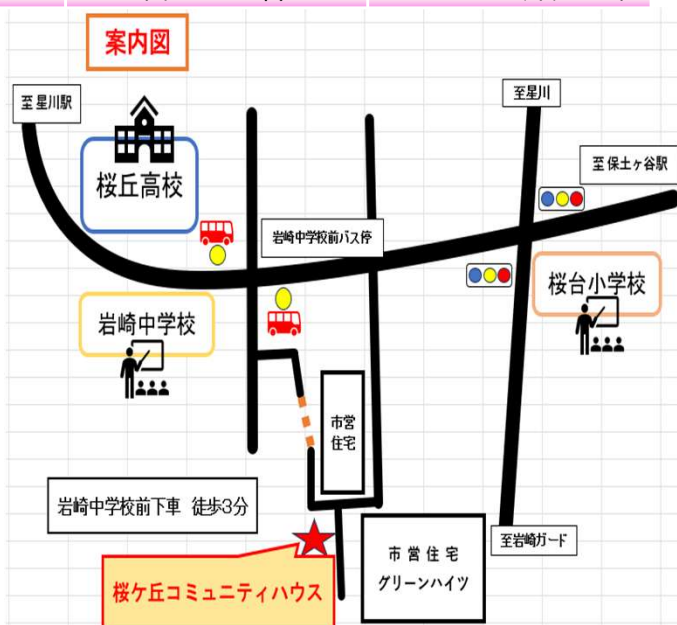 案内図
至星川駅
至星川
至保土ヶ谷駅
桜丘高校
岩崎中学校前バス停
桜台小学校
岩崎中学校
市営
住宅
岩崎中学校前下車 徒歩3分
至岩崎ガード
市営住宅
グリーンハイツ
桜ケ丘コミュニティハウス